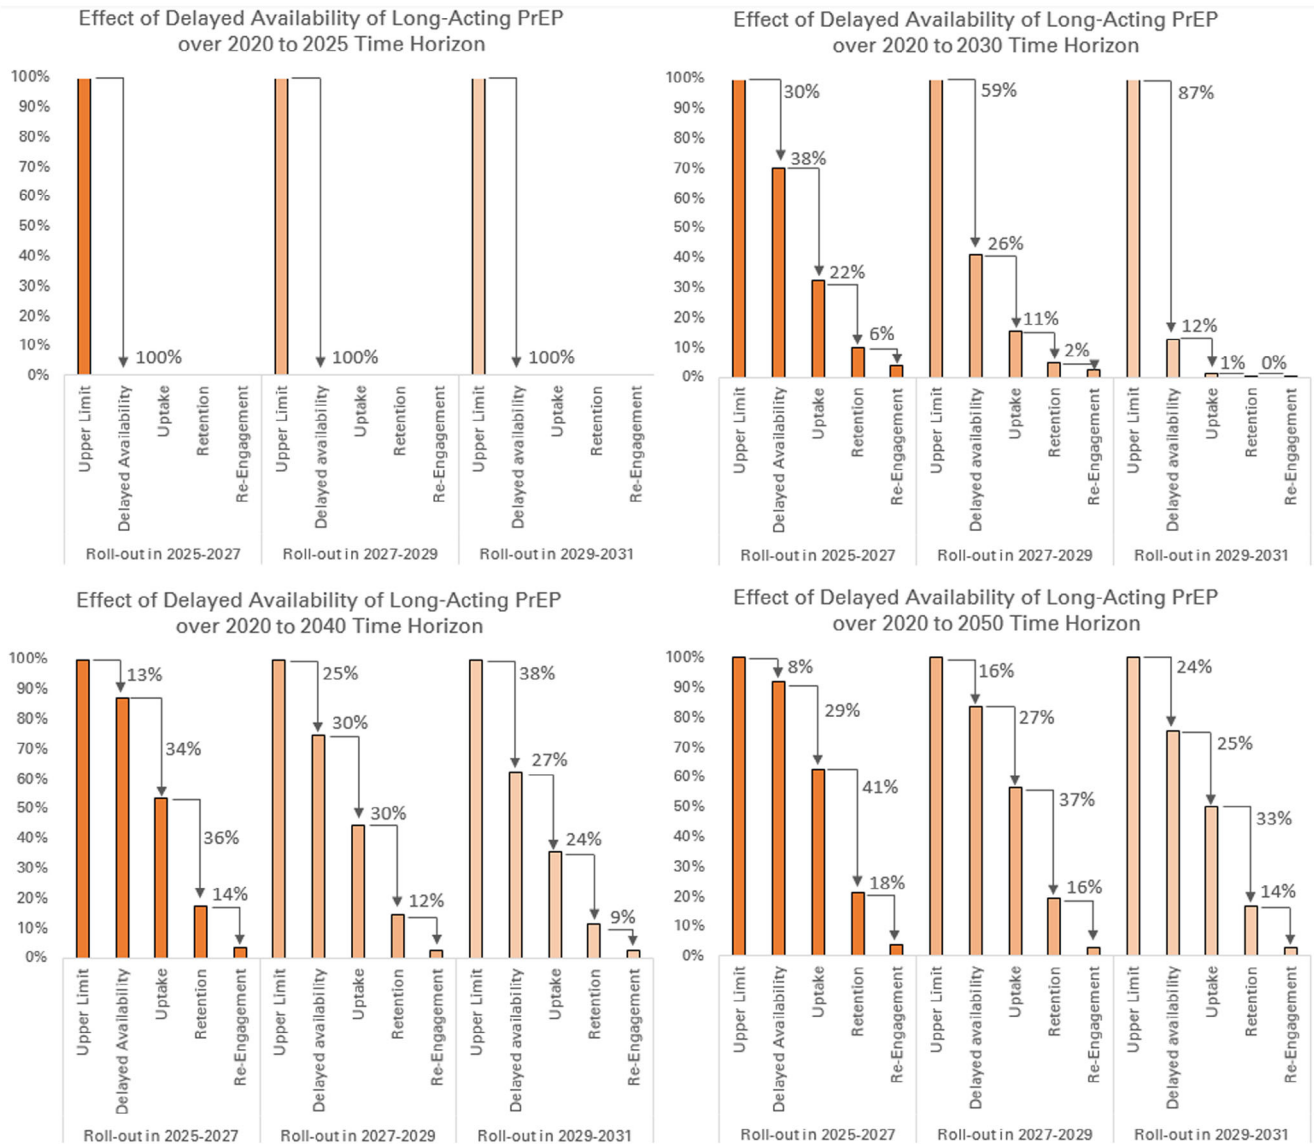 Effect of Delayed Availability of Long-Acting PrEP
over 2020 to 2025 Time Horizon
100%
90%
80%
70%
60%
50%
40%
30%
20%
10%
0%
100%
100%
100%
Upper Limit
Delayed Availability
Uptake
Retention
Re-Engagement
Upper Limit
Delayed availability
Uptake
Retention
Re-Engagement
Upper Limit
Delayed availability
Uptake
Retention
Re-Engagement
Roll-out in 2025-2027
Roll-out in 2027-2029
Roll-out in 2029-2031
Effect of Delayed Availability of Long-Acting PrEP
over 2020 to 2030 Time Horizon
100%
90%
80%
70%
60%
50%
40%
30%
20%
10%
0%
30%
38%
22%
6%
59%
26%
11%
2%
87%
12%
1%
0%
Upper Limit
Delayed Availability
Uptake
Retention
Re-Engagement
Upper Limit
Delayed availability
Uptake
Retention
Re-Engagement
Upper Limit
Delayed availability
Uptake
Retention
Re-Engagement
Roll-out in 2025-2027
Roll-out in 2027-2029
Roll-out in 2029-2031
Effect of Delayed Availability of Long-Acting PrEP
over 2020 to 2040 Time Horizon
100%
90%
80%
70%
60%
50%
40%
30%
20%
10%
0%
13%
34%
36%
14%
25%
30%
30%
12%
38%
27%
24%
9%
Upper Limit
Delayed Availability
Uptake
Retention
Re-Engagement
Upper Limit
Delayed availability
Uptake
Retention
Re-Engagement
Upper Limit
Delayed availability
Uptake
Retention
Re-Engagement
Roll-out in 2025-2027
Roll-out in 2027-2029
Roll-out in 2029-2031
Effect of Delayed Availability of Long-Acting PrEP
over 2020 to 2050 Time Horizon
100%
90%
80%
70%
60%
50%
40%
30%
20%
10%
0%
8%
29%
41%
18%
16%
27%
37%
16%
24%
25%
33%
14%
Upper Limit
Delayed Availability
Uptake
Retention
Re-Engagement
Upper Limit
Delayed availability
Uptake
Retention
Re-Engagement
Upper Limit
Delayed availability
Uptake
Retention
Re-Engagement
Roll-out in 2025-2027
Roll-out in 2027-2029
Roll-out in 2029-2031